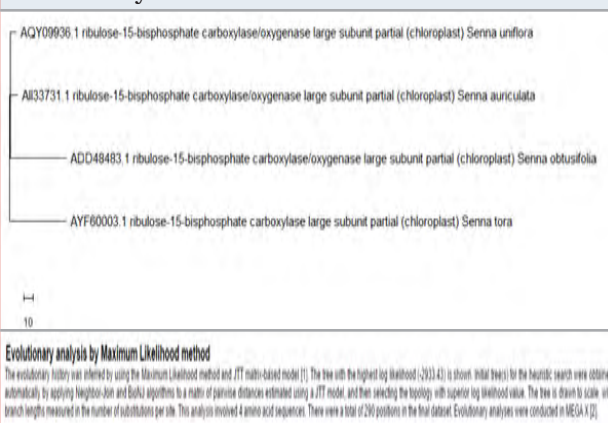 AQY09936.1 ribulose-15-bisphosphate carboxylase/oxygenase large subunit partial (chloroplast) Senna uniflora
AII33731.1 ribulose-15-bisphosphate carboxylase/oxygenase large subunit partial (chloroplast) Senna auriculata
ADD48483.1 ribulose-15-bisphosphate carboxylase/oxygenase large subunit partial (chloroplast) Senna obtusifolia
AYF60003.1 ribulose-15-bisphosphate carboxylase large subunit partial (chloroplast) Senna tora
10
Evolutionary analysis by Maximum Likelihood method
The evolutionary history was inferred by using the Maximum Likelihood method and JTT matrix-based model [1]. The tree with the highest log likelihood (-2933.43) is shown. Initial tree(s) for the heuristic search were obtained
automatically by applying Neighbor-Join and BioNJ algorithms to a matrix of pairwise distances estimated using a JTT model, and then selecting the topology with superior log likelihood value. The tree is drawn to scale, with
branch lengths measured in the number of substitutions per site. This analysis involved 4 amino acid sequences. There were a total of 290 positions in the final dataset. Evolutionary analyses were conducted in MEGA X [2].